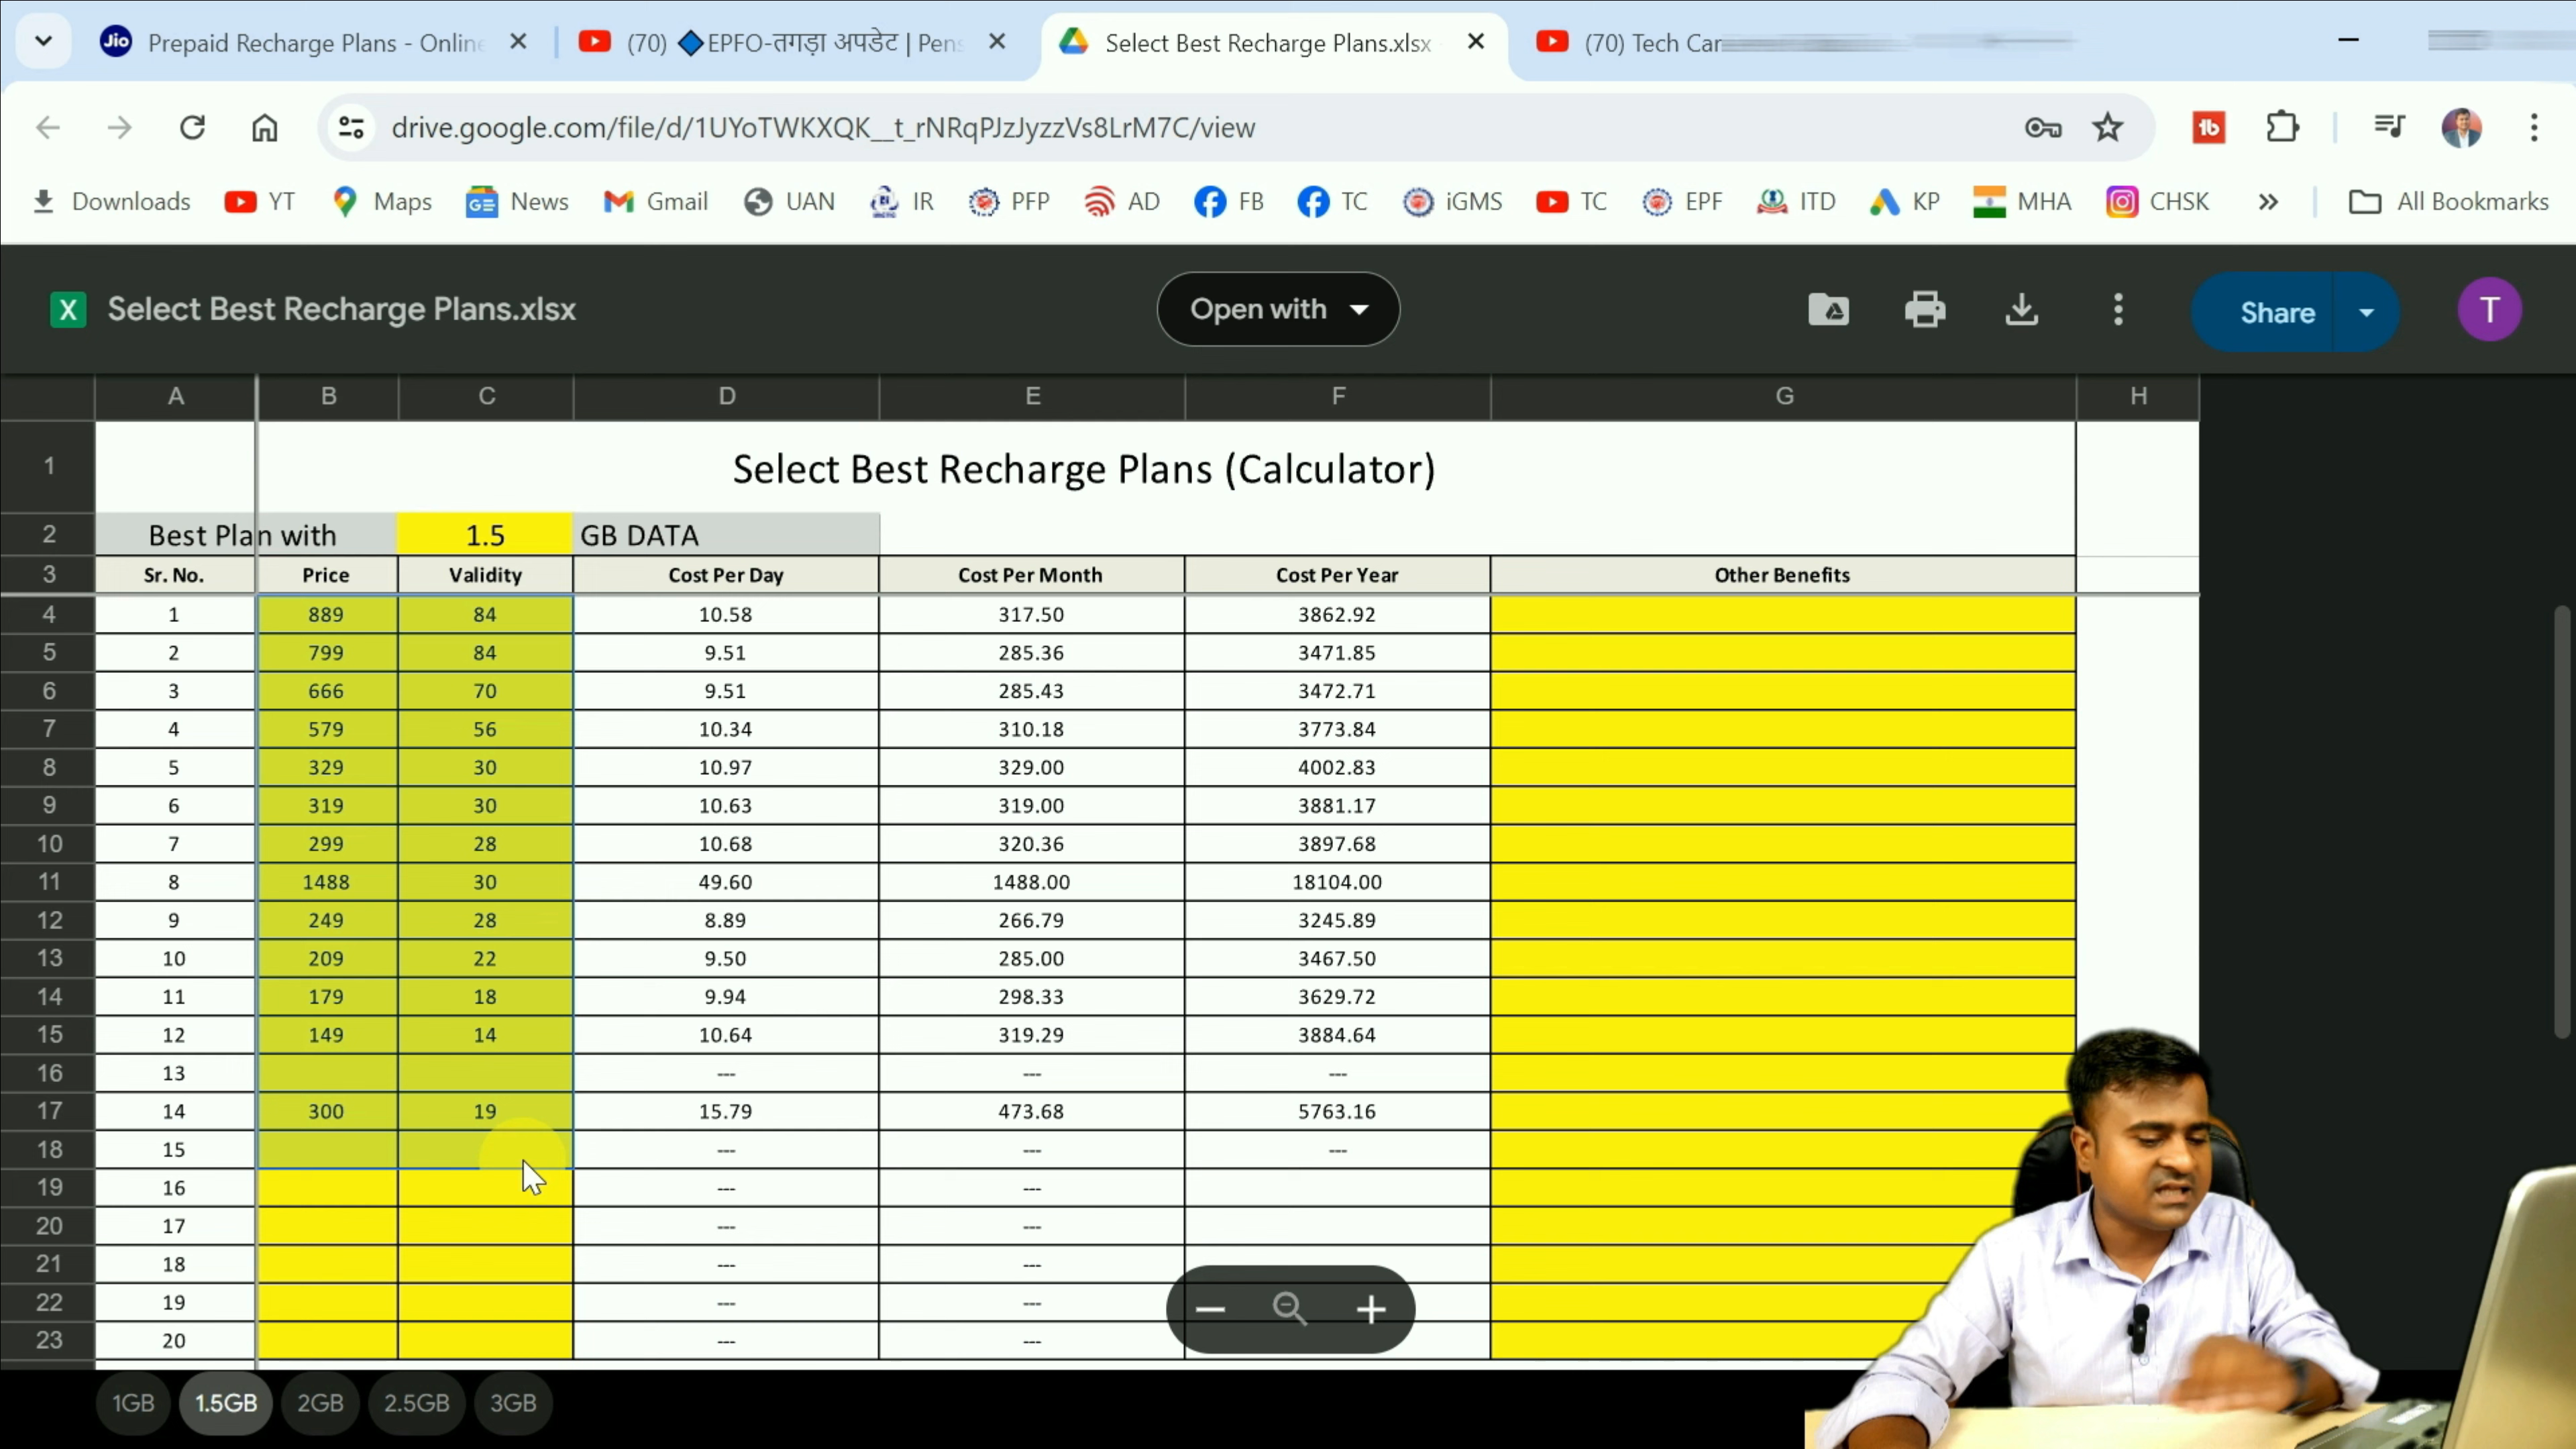 Jio Prepaid Recharge Plans - Online
(70) 🔷EPFO-तगड़ा अपडेट | Pens
Select Best Recharge Plans.xlsx
(70) Tech Car
drive.google.com/file/d/1UYoTWKXQK__t_rNRqPJzJyzzVs8LrM7C/view
Downloads YT Maps News Gmail UAN IR PFP AD FB TC iGMS TC EPF ITD KP MHA CHSK » All Bookmarks
X Select Best Recharge Plans.xlsx Open with Share T
A B C D E F G H
1 Select Best Recharge Plans (Calculator)
2 Best Plan with 1.5 GB DATA
3 Sr. No. Price Validity Cost Per Day Cost Per Month Cost Per Year Other Benefits
4 1 889 84 10.58 317.50 3862.92
5 2 799 84 9.51 285.36 3471.85
6 3 666 70 9.51 285.43 3472.71
7 4 579 56 10.34 310.18 3773.84
8 5 329 30 10.97 329.00 4002.83
9 6 319 30 10.63 319.00 3881.17
10 7 299 28 10.68 320.36 3897.68
11 8 1488 30 49.60 1488.00 18104.00
12 9 249 28 8.89 266.79 3245.89
13 10 209 22 9.50 285.00 3467.50
14 11 179 18 9.94 298.33 3629.72
15 12 149 14 10.64 319.29 3884.64
16 13 --- --- ---
17 14 300 19 15.79 473.68 5763.16
18 15 --- --- ---
19 16 --- ---
20 17 --- ---
21 18 --- ---
22 19 --- ---
23 20 --- ---
1GB 1.5GB 2GB 2.5GB 3GB